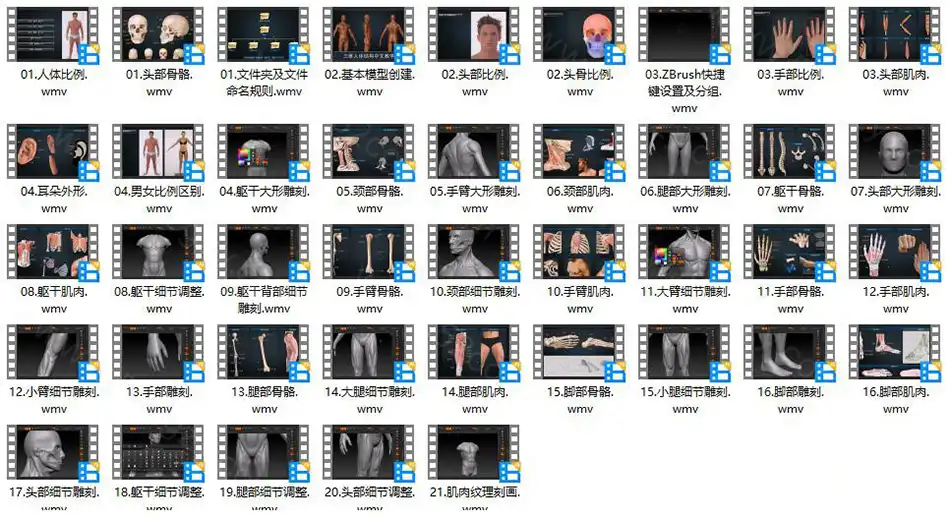 01.人体比例.
wmv
01.头部骨骼.
wmv
01.文件夹及文件
命名规则.wmv
02.基本模型创建.
wmv
02.头部比例.
wmv
02.头骨比例.
wmv
03.ZBrush快捷
键设置及分组.
wmv
03.手部比例.
wmv
03.头部肌肉.
wmv
04.耳朵外形.
wmv
04.男女比例区别.
wmv
04.躯干大形雕刻.
wmv
05.颈部骨骼.
wmv
05.手臂大形雕刻.
wmv
06.颈部肌肉.
wmv
06.腿部大形雕刻.
wmv
07.躯干骨骼.
wmv
07.头部大形雕刻.
wmv
08.躯干肌肉.
wmv
08.躯干细节调整.
wmv
09.躯干背部细节
雕刻.wmv
09.手臂骨骼.
wmv
10.颈部细节雕刻.
wmv
10.手臂肌肉.
wmv
11.大臂细节雕刻.
wmv
11.手部骨骼.
wmv
12.手部肌肉.
wmv
12.小臂细节雕刻.
wmv
13.手部雕刻.
wmv
13.腿部骨骼.
wmv
14.大腿细节雕刻.
wmv
14.腿部肌肉.
wmv
15.脚部骨骼.
wmv
15.小腿细节雕刻.
wmv
16.脚部雕刻.
wmv
16.脚部肌肉.
wmv
17.头部细节雕刻.
wmv
18.躯干细节调整.
wmv
19.腿部细节调整.
wmv
20.头部细节调整.
wmv
21.肌肉纹理刻画.
wmv